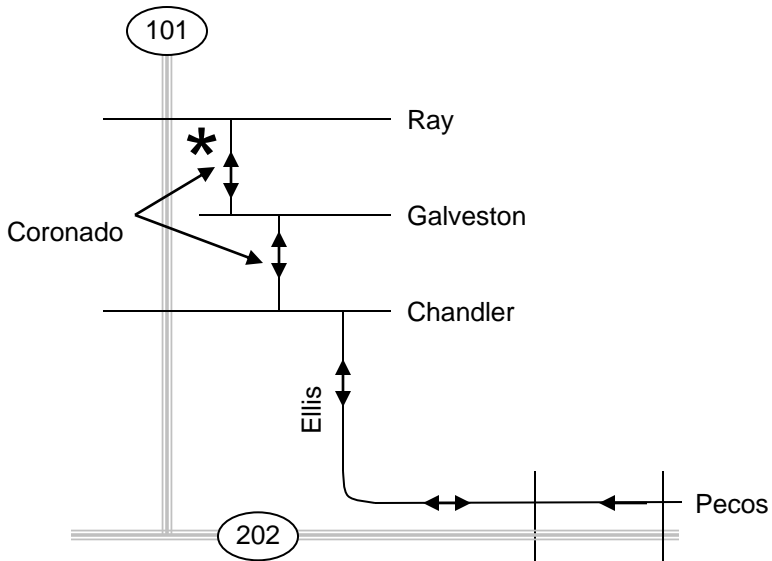 101
Ray
*
Galveston
Coronado
Chandler
Ellis
Pecos
202